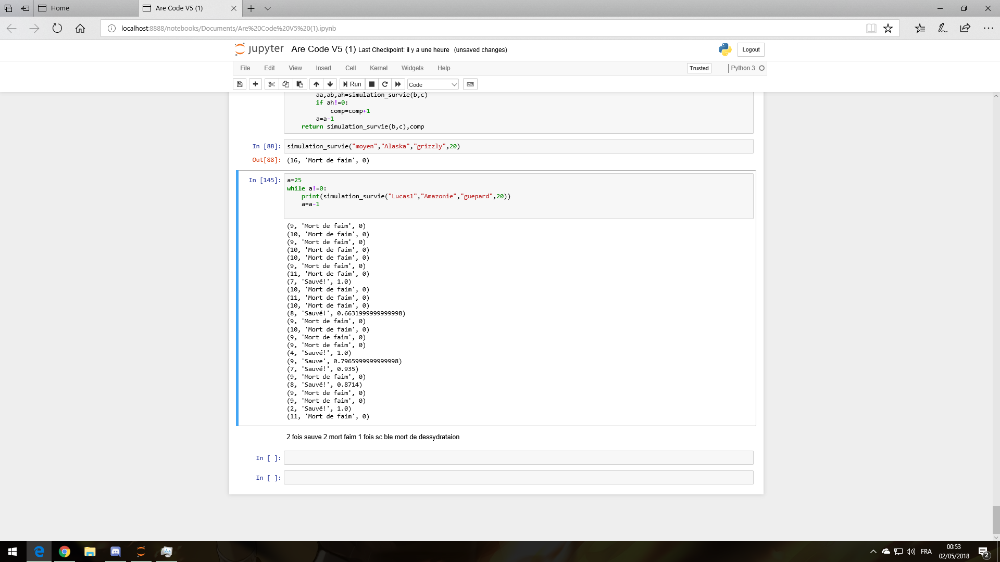 Home
Are Code V5 (1)
localhost:8888/notebooks/Documents/Are%20Code%20V5%20(1).ipynb
jupyter Are Code V5 (1) Last Checkpoint: il y a une heure (unsaved changes)
Logout
File Edit View Insert Cell Kernel Widgets Help
Trusted
Python 3
Run
Code
aa,ab,ah=simulation_survie(b,c)
if ah!=0:
comp=comp+1
a=a-1
return simulation_survie(b,c),comp
In [88]: simulation_survie("moyen","Alaska","grizzly",20)
Out[88]: (16, 'Mort de faim', 0)
In [145]: a=25
while a!=0:
print(simulation_survie("Lucas1","Amazonie","guepard",20))
a=a-1
(9, 'Mort de faim', 0)
(10, 'Mort de faim', 0)
(9, 'Mort de faim', 0)
(10, 'Mort de faim', 0)
(10, 'Mort de faim', 0)
(9, 'Mort de faim', 0)
(11, 'Mort de faim', 0)
(7, 'Sauvé!', 1.0)
(10, 'Mort de faim', 0)
(11, 'Mort de faim', 0)
(10, 'Mort de faim', 0)
(8, 'Sauvé!', 0.6631999999999998)
(9, 'Mort de faim', 0)
(10, 'Mort de faim', 0)
(9, 'Mort de faim', 0)
(9, 'Mort de faim', 0)
(4, 'Sauvé!', 1.0)
(9, 'Sauve', 0.7965999999999998)
(7, 'Sauvé!', 0.935)
(9, 'Mort de faim', 0)
(8, 'Sauvé!', 0.8714)
(9, 'Mort de faim', 0)
(9, 'Mort de faim', 0)
(2, 'Sauvé!', 1.0)
(11, 'Mort de faim', 0)
2 fois sauve 2 mort faim 1 fois sc ble mort de dessydrataion
In [ ]:
In [ ]:
FRA
00:53
02/05/2018
2